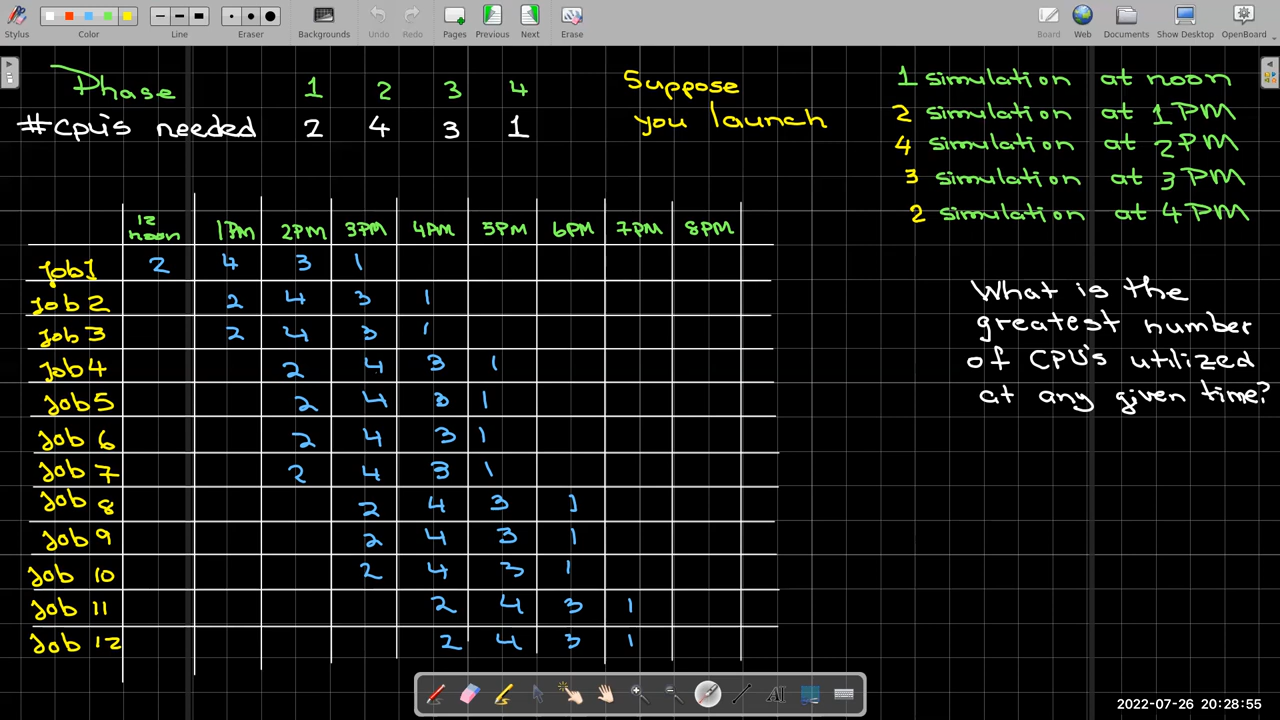 Stylus Color Line Eraser Backgrounds Undo Redo Pages Previous Next Erase Board Web Documents Show Desktop OpenBoard
Phase 1 2 3 4
#CPU's needed 2 4 3 1
Suppose
you launch
1 simulation at noon
2 simulation at 1PM
4 simulation at 2PM
3 simulation at 3PM
2 simulation at 4PM
What is the
greatest number
of CPU's utilized
at any given time?
12 noon 1PM 2PM 3PM 4PM 5PM 6PM 7PM 8PM
Job1 2 4 3 1
Job 2 2 4 3 1
Job 3 2 4 3 1
Job 4 2 4 3 1
Job 5 2 4 3 1
Job 6 2 4 3 1
Job 7 2 4 3 1
Job 8 2 4 3 1
Job 9 2 4 3 1
Job 10 2 4 3 1
Job 11 2 4 3 1
Job 12 2 4 3 1
AI
2022-07-26 20:28:55